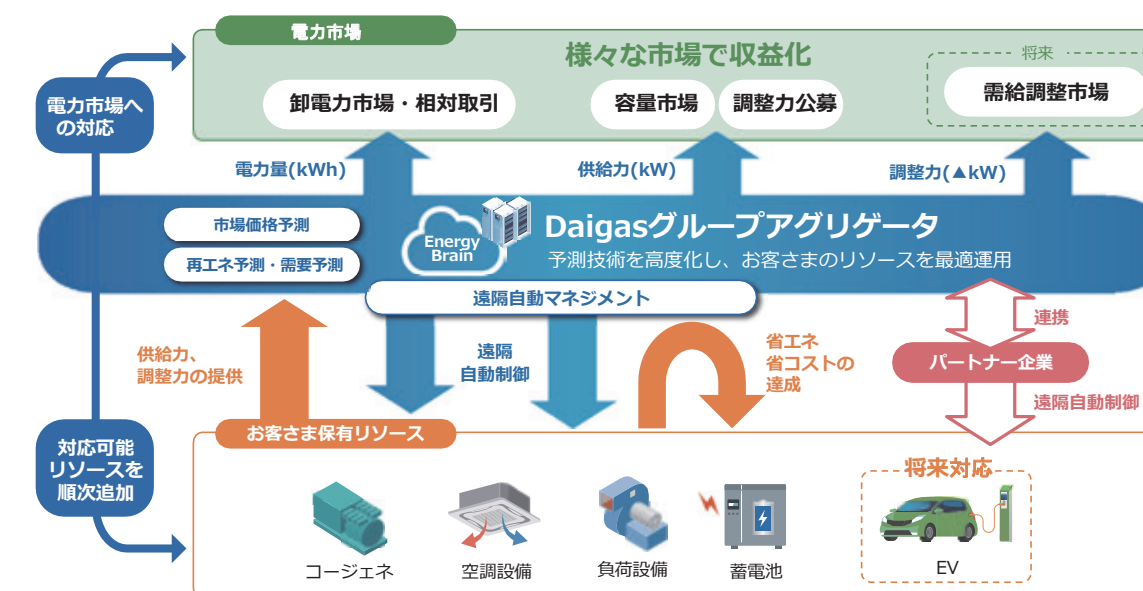 電力市場
様々な市場で収益化
将来
卸電力市場・相対取引
容量市場
調整力公募
需給調整市場
電力市場へ
の対応
電力量(kWh)
供給力(kW)
調整力(▲kW)
市場価格予測
再エネ予測・需要予測
Energy
Brain
Daigasグループアグリゲータ
予測技術を高度化し、お客さまのリソースを最適運用
遠隔自動マネジメント
供給力、
調整力の提供
遠隔
自動制御
省エネ
省コストの
達成
連携
パートナー企業
遠隔自動制御
お客さま保有リソース
対応可能
リソースを
順次追加
将来対応
コージェネ
空調設備
負荷設備
蓄電池
EV